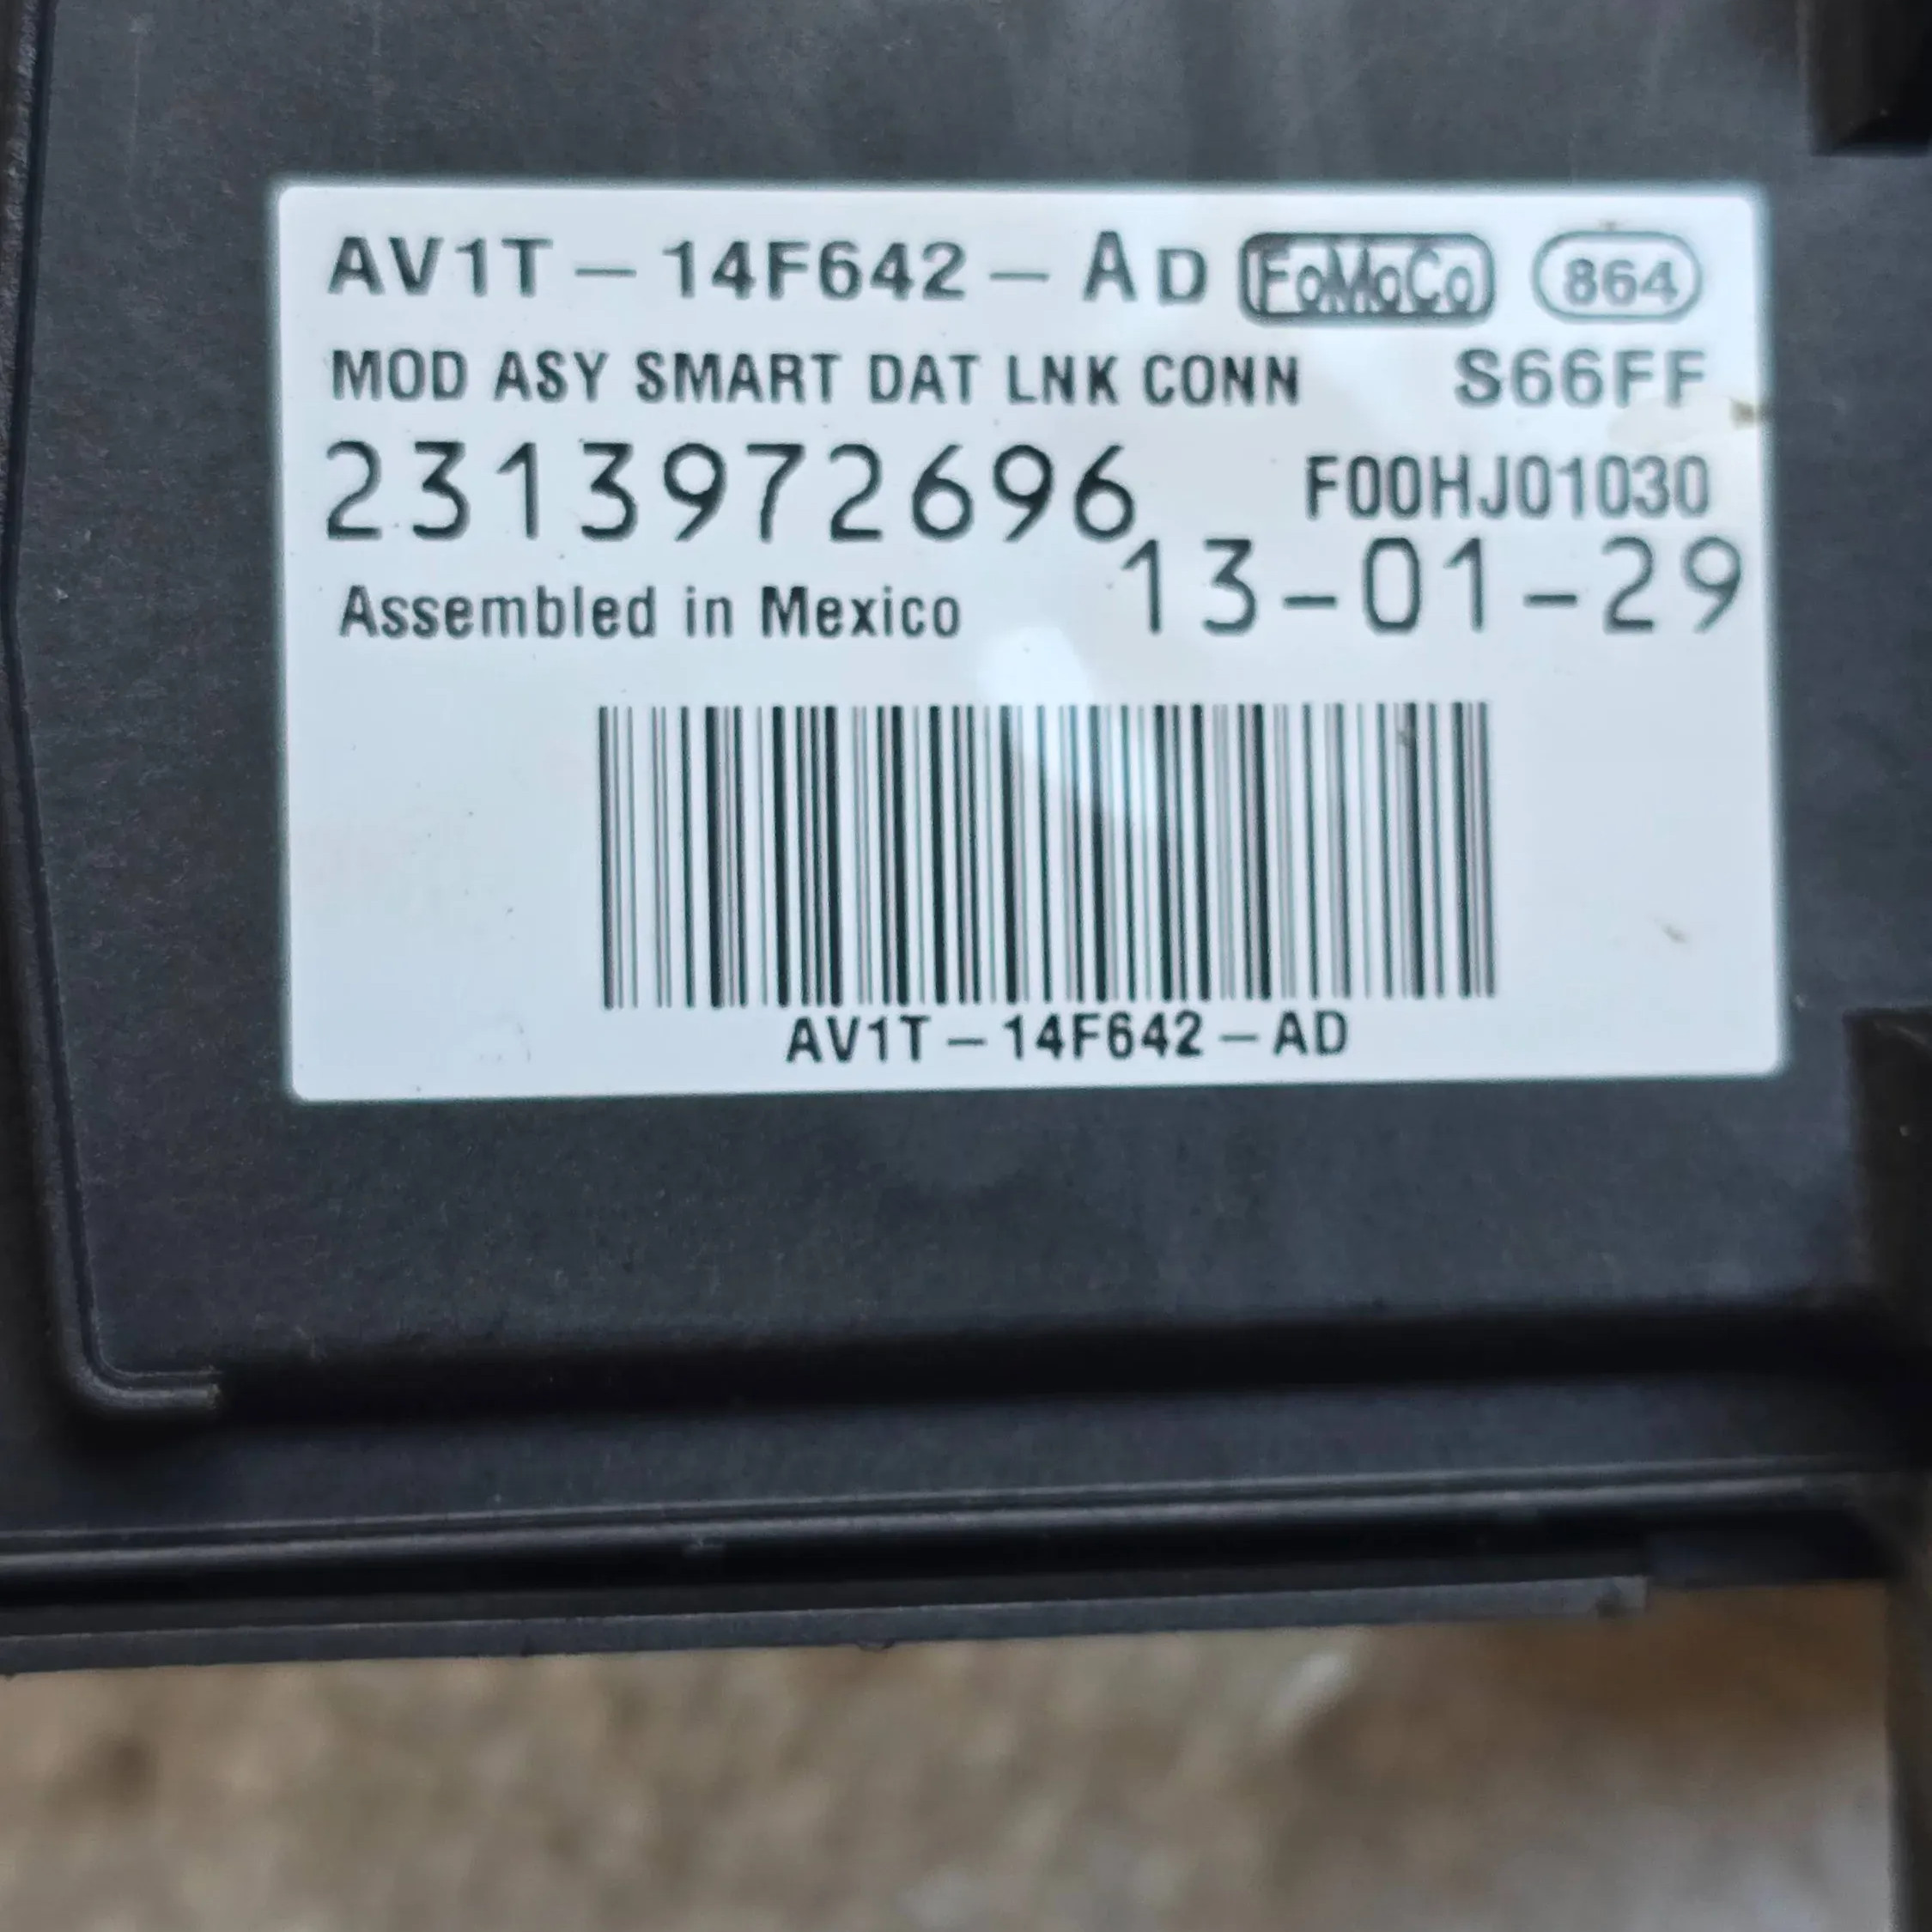 AV1T - 14F642 - AD FoMoCo 864
MOD ASY SMART DAT LNK CONN S66FF
2313972696 F00HJ01030
Assembled in Mexico 13-01-29
AV1T - 14F642 - AD